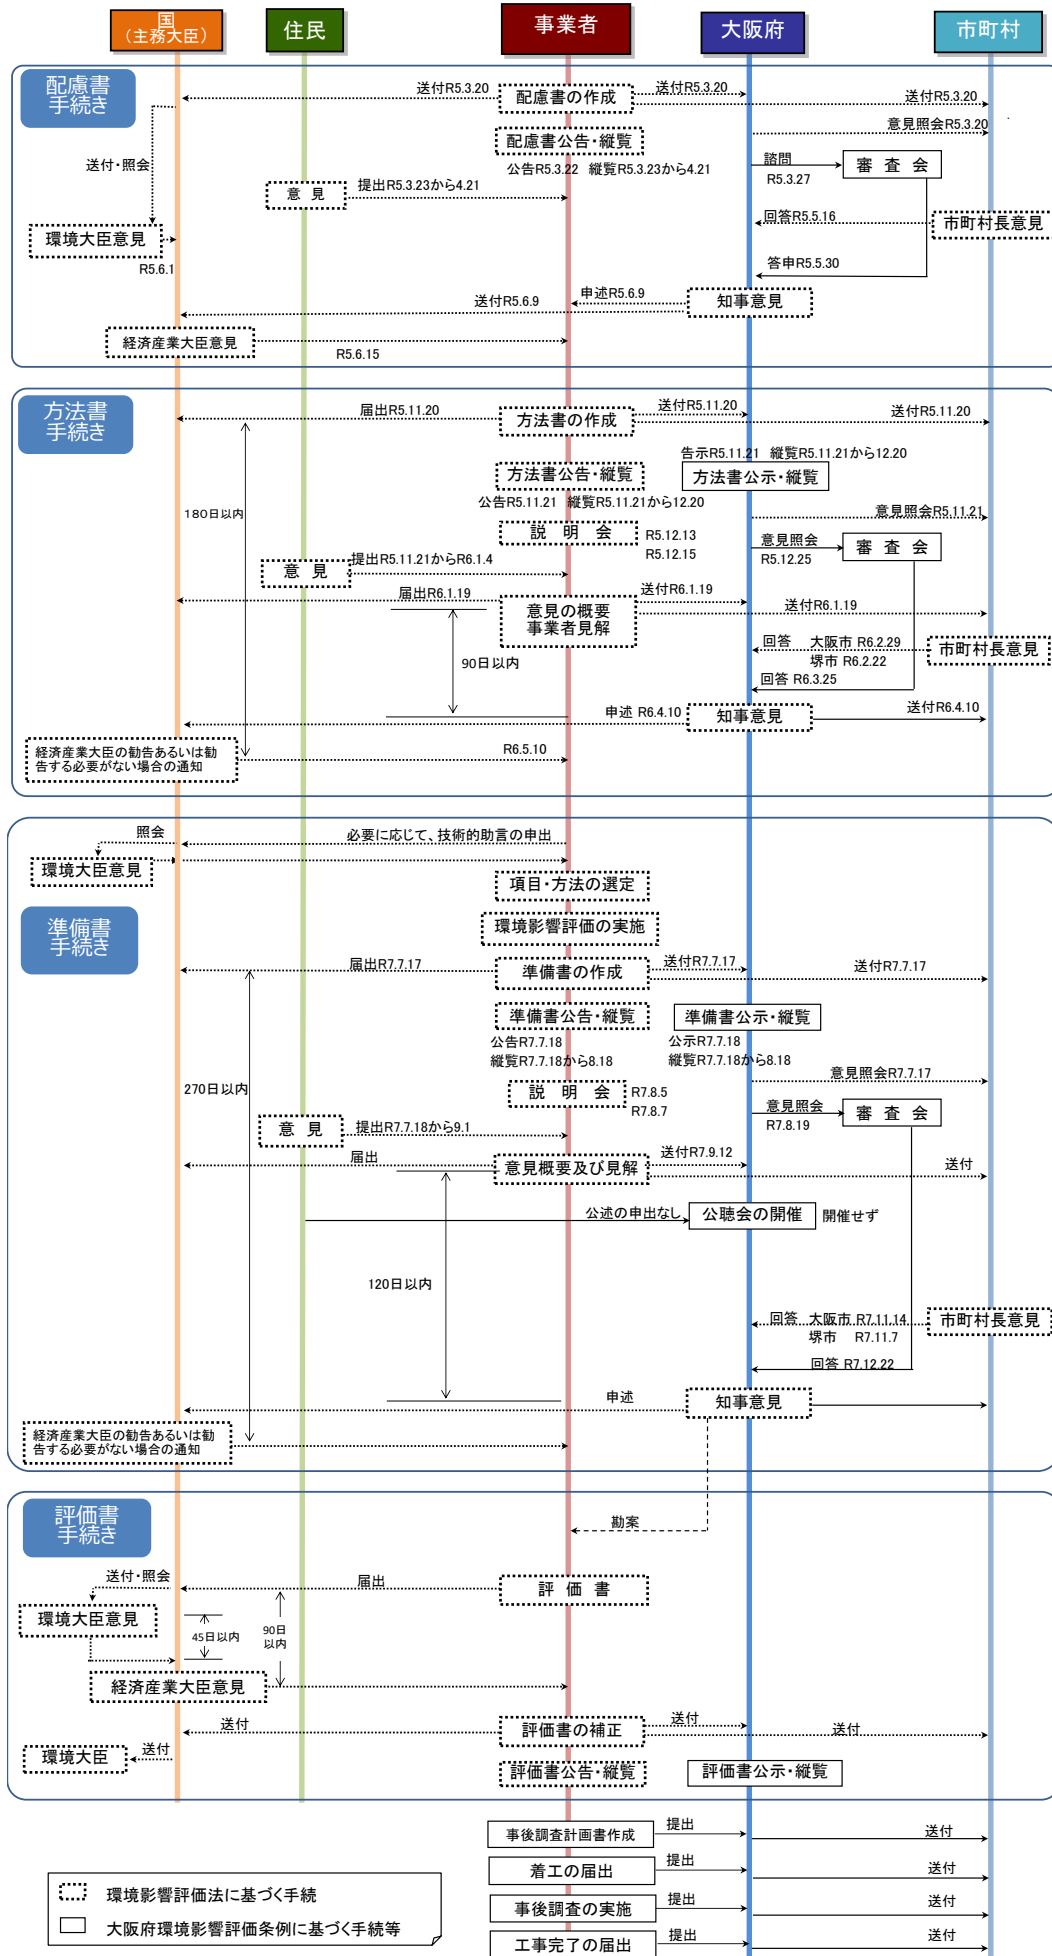 国
（主務大臣）
住民
事業者
大阪府
市町村
配慮書
手続き
送付R5.3.20
配慮書の作成
送付R5.3.20
送付R5.3.20
意見照会R5.3.20
配慮書公告・縦覧
公告R5.3.22 縦覧R5.3.23から4.21
諮問
R5.3.27
審査会
送付・照会
意見
提出R5.3.23から4.21
回答R5.5.16
市町村長意見
環境大臣意見
R5.6.1
答申R5.5.30
送付R5.6.9
申述R5.6.9
知事意見
経済産業大臣意見
R5.6.15
方法書
手続き
届出R5.11.20
方法書の作成
送付R5.11.20
送付R5.11.20
告示R5.11.21 縦覧R5.11.21から12.20
方法書公告・縦覧
方法書公示・縦覧
公告R5.11.21 縦覧R5.11.21から12.20
180日以内
意見照会R5.11.21
説明会
R5.12.13
R5.12.15
意見照会
R5.12.25
審査会
意見
提出R5.11.21からR6.1.4
届出R6.1.19
意見の概要
事業者見解
送付R6.1.19
送付R6.1.19
90日以内
回答 大阪市 R6.2.29
堺市 R6.2.22
市町村長意見
回答 R6.3.25
申述 R6.4.10
知事意見
送付R6.4.10
経済産業大臣の勧告あるいは勧
告する必要がない場合の通知
R6.5.10
照会
必要に応じて、技術的助言の申出
環境大臣意見
項目・方法の選定
準備書
手続き
環境影響評価の実施
届出R7.7.17
準備書の作成
送付R7.7.17
送付R7.7.17
準備書公告・縦覧
準備書公示・縦覧
公告R7.7.18
縦覧R7.7.18から8.18
公示R7.7.18
縦覧R7.7.18から8.18
意見照会R7.7.17
270日以内
説明会
R7.8.5
R7.8.7
意見照会
R7.8.19
審査会
意見
提出R7.7.18から9.1
届出
意見概要及び見解
送付R7.9.12
送付
公述の申出なし
公聴会の開催
開催せず
120日以内
回答 大阪市 R7.11.14
堺市 R7.11.7
市町村長意見
回答 R7.12.22
申述
知事意見
経済産業大臣の勧告あるいは勧
告する必要がない場合の通知
評価書
手続き
勘案
送付・照会
届出
評価書
環境大臣意見
45日以内
90日
以内
経済産業大臣意見
送付
評価書の補正
送付
送付
環境大臣
送付
評価書公告・縦覧
評価書公示・縦覧
事後調査計画書作成
提出
送付
着工の届出
提出
送付
事後調査の実施
提出
送付
工事完了の届出
提出
送付
環境影響評価法に基づく手続
大阪府環境影響評価条例に基づく手続等